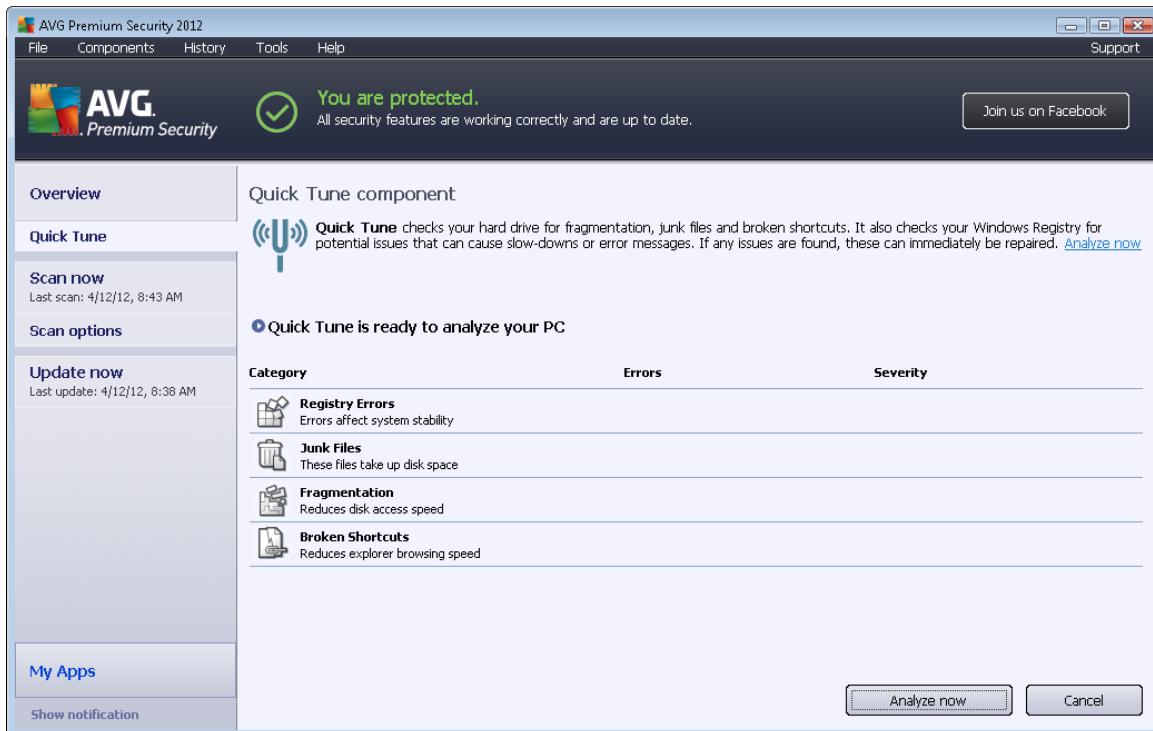 AVG Premium Security 2012
File Components History Tools Help Support
AVG.
Premium Security
You are protected.
All security features are working correctly and are up to date.
Join us on Facebook
Overview
Quick Tune
Scan now
Last scan: 4/12/12, 8:43 AM
Scan options
Update now
Last update: 4/12/12, 8:38 AM
My Apps
Show notification
Quick Tune component
Quick Tune checks your hard drive for fragmentation, junk files and broken shortcuts. It also checks your Windows Registry for
potential issues that can cause slow-downs or error messages. If any issues are found, these can immediately be repaired. Analyze now
Quick Tune is ready to analyze your PC
Category Errors Severity
Registry Errors
Errors affect system stability
Junk Files
These files take up disk space
Fragmentation
Reduces disk access speed
Broken Shortcuts
Reduces explorer browsing speed
Analyze now Cancel